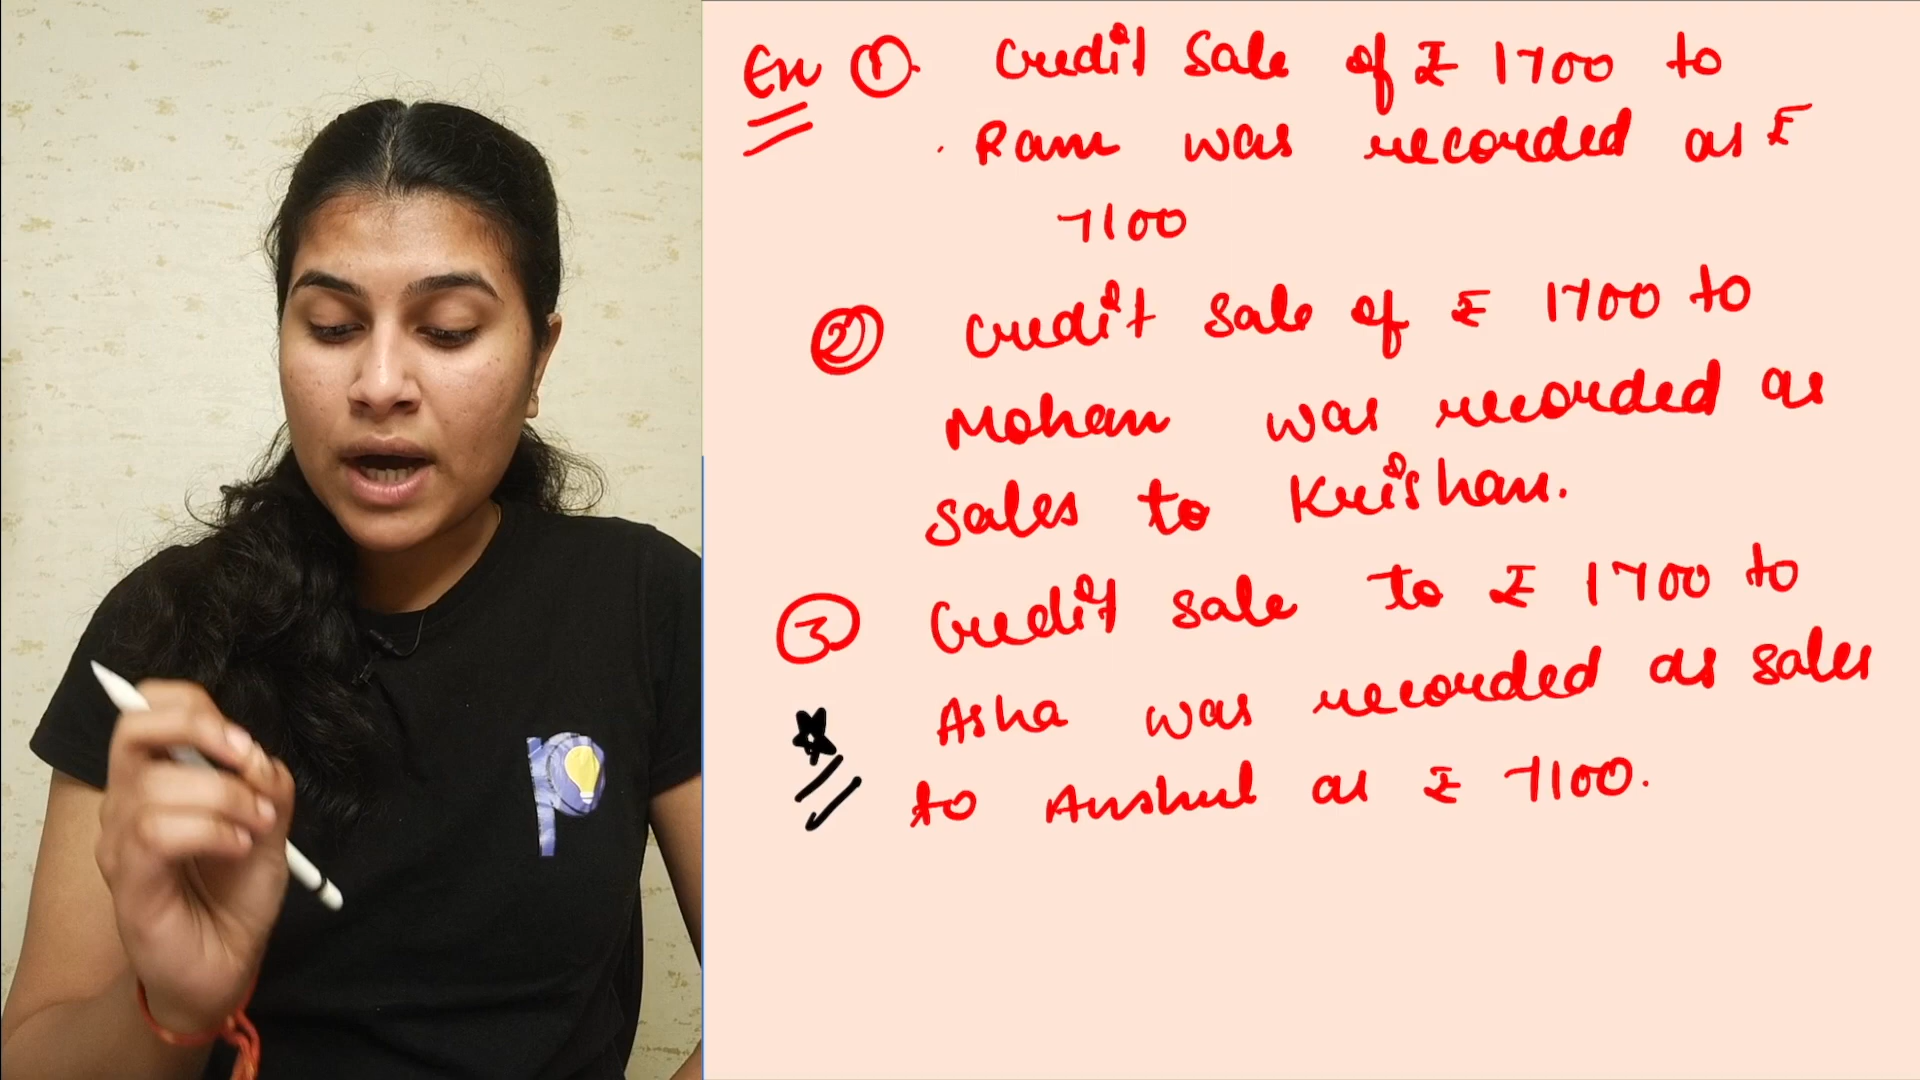 Ex ① Credit Sale of ₹ 1700 to
Ram was recorded as ₹
7100
② Credit Sale of ₹ 1700 to
Mohan was recorded as
sales to Krishan.
③ Credit sale to ₹ 1700 to
Asha was recorded as sales
to Anshul as ₹ 7100.
p